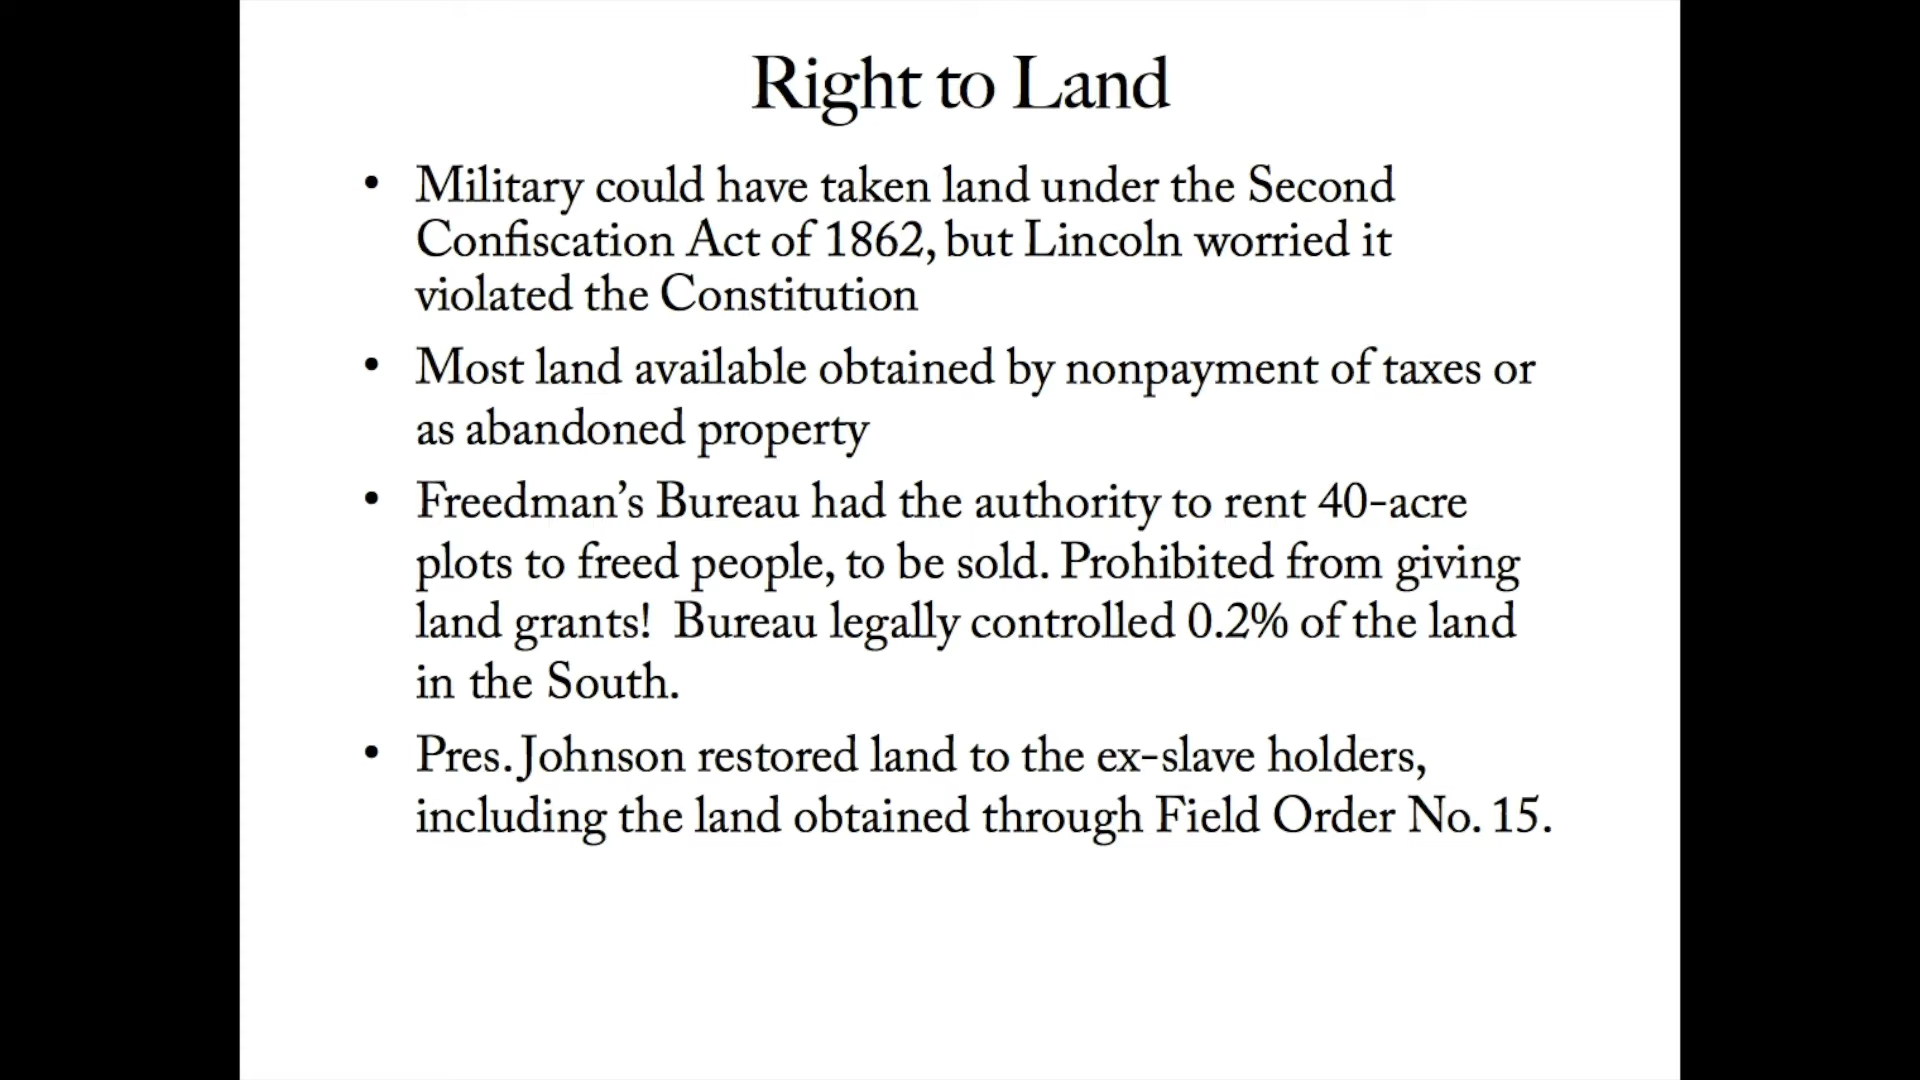 Right to Land
• Military could have taken land under the Second
Confiscation Act of 1862, but Lincoln worried it
violated the Constitution
• Most land available obtained by nonpayment of taxes or
as abandoned property
• Freedman’s Bureau had the authority to rent 40-acre
plots to freed people, to be sold. Prohibited from giving
land grants!  Bureau legally controlled 0.2% of the land
in the South.
• Pres. Johnson restored land to the ex-slave holders,
including the land obtained through Field Order No. 15.